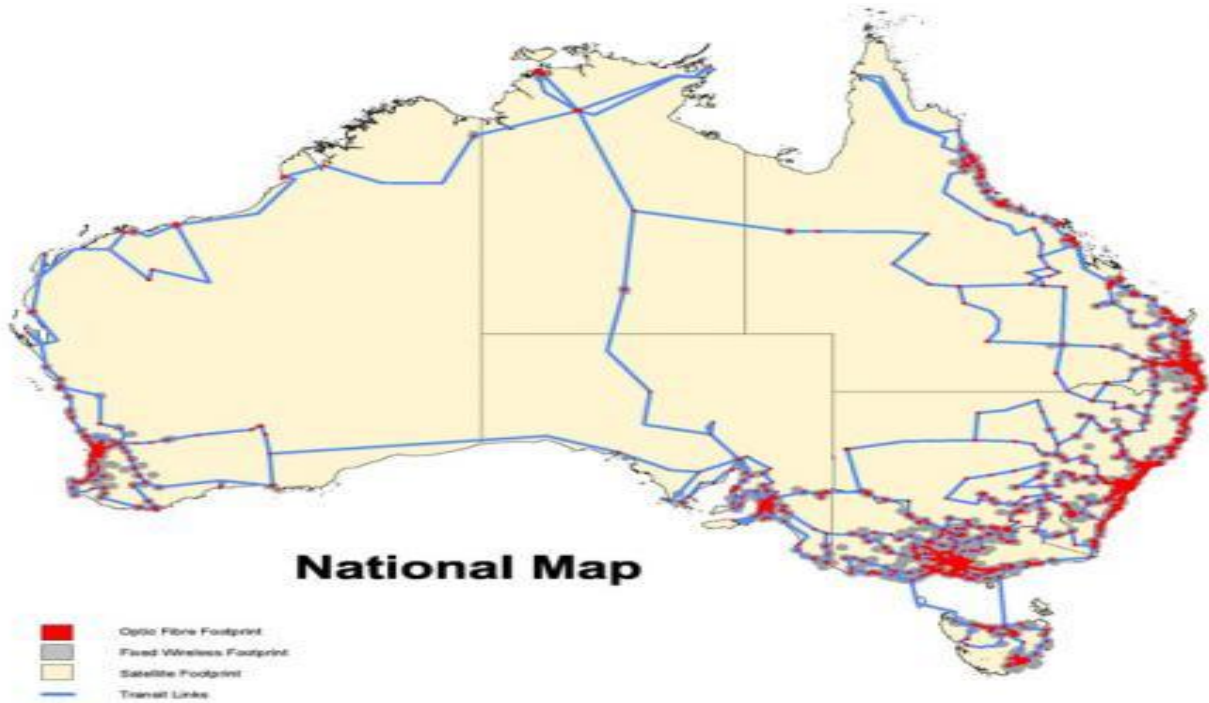 National Map
Optic Fibre Footprint
Fixed Wireless Footprint
Satellite Footprint
Transit Links